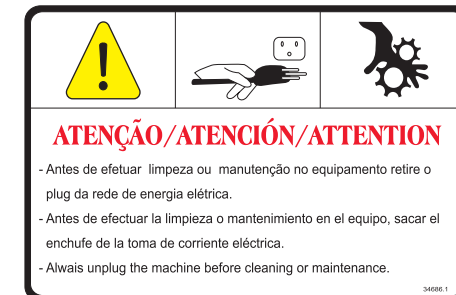 ATENÇÃO/ATENCIÓN/ATTENTION
- Antes de efetuar limpeza ou manutenção no equipamento retire o
plug da rede de energia elétrica.
- Antes de efectuar la limpieza o mantenimiento en el equipo, sacar el
enchufe de la toma de corriente eléctrica.
- Alwais unplug the machine before cleaning or maintenance.
34686.1